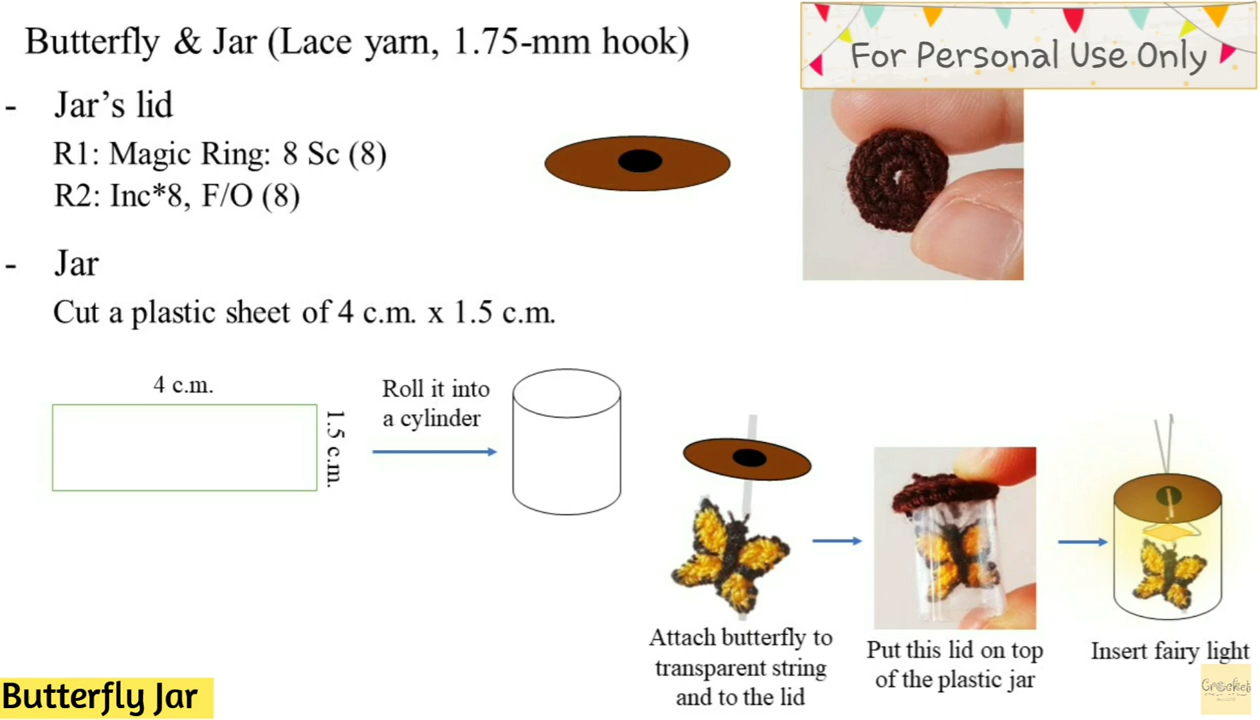 Butterfly & Jar (Lace yarn, 1.75-mm hook)
For Personal Use Only
- Jar's lid
R1: Magic Ring: 8 Sc (8)
R2: Inc*8, F/O (8)
- Jar
Cut a plastic sheet of 4 c.m. x 1.5 c.m.
4 c.m.
1.5 c.m.
Roll it into
a cylinder
Attach butterfly to
transparent string
and to the lid
Put this lid on top
of the plastic jar
Insert fairy light
Butterfly Jar
Crochet